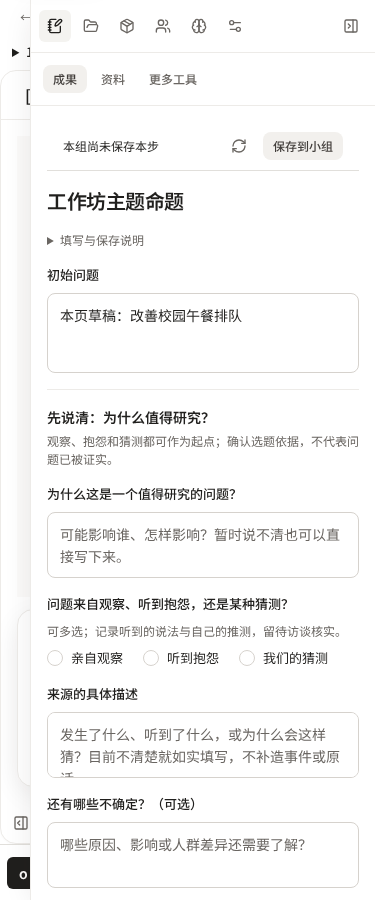 成果 资料 更多工具
本组尚未保存本步 保存到小组
工作坊主题命题
填写与保存说明
初始问题
本页草稿：改善校园午餐排队
先说清：为什么值得研究？
观察、抱怨和猜测都可作为起点；确认选题依据，不代表问
题已被证实。
为什么这是一个值得研究的问题？
可能影响谁、怎样影响？暂时说不清也可以直
接写下来。
问题来自观察、听到抱怨，还是某种猜测？
可多选；记录听到的说法与自己的推测，留待访谈核实。
亲自观察 听到抱怨 我们的猜测
来源的具体描述
发生了什么、听到了什么，或为什么会这样
猜？目前不清楚就如实填写，不补造事件或原
还有哪些不确定？（可选）
哪些原因、影响或人群差异还需要了解？